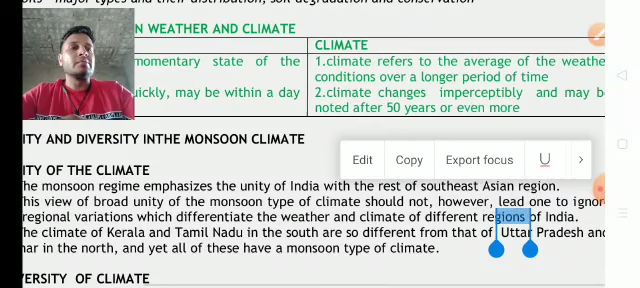 major types and their distribution, soil degradation and conservation
N WEATHER AND CLIMATE
CLIMATE
momentary state of the
1.climate refers to the average of the weathe
conditions over a longer period of time
uickly, may be within a day
2.climate changes imperceptibly and may b
noted after 50 years or even more
ITY AND DIVERSITY INTHE MONSOON CLIMATE
Edit Copy Export focus U >
ITY OF THE CLIMATE
he monsoon regime emphasizes the unity of India with the rest of southeast Asian region.
his view of broad unity of the monsoon type of climate should not, however, lead one to ignor
regional variations which differentiate the weather and climate of different regions of India.
he climate of Kerala and Tamil Nadu in the south are so different from that of Uttar Pradesh and
har in the north, and yet all of these have a monsoon type of climate.
VERSITY OF CLIMATE